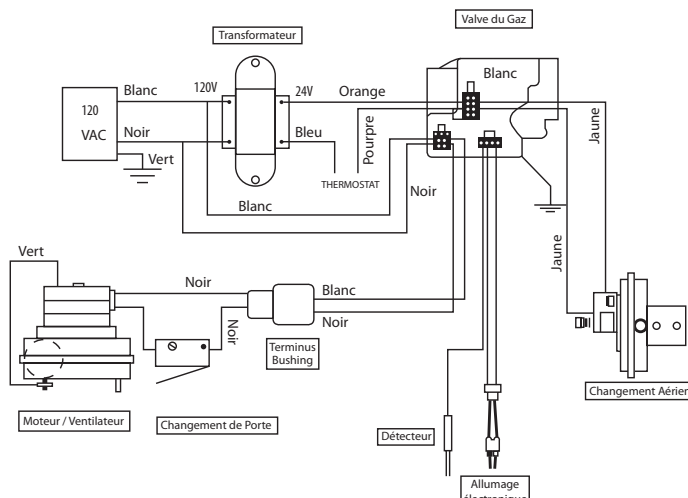 Valve du Gaz
Transformateur
Blanc
120V
24V
Orange
Blanc
120
VAC
Noir
Bleu
Pourpre
Jaune
Vert
THERMOSTAT
Noir
Blanc
Vert
Jaune
Noir
Blanc
Noir
Noir
Terminus
Bushing
Changement Aérien
Moteur / Ventilateur
Changement de Porte
Détecteur
Allumage
électronique